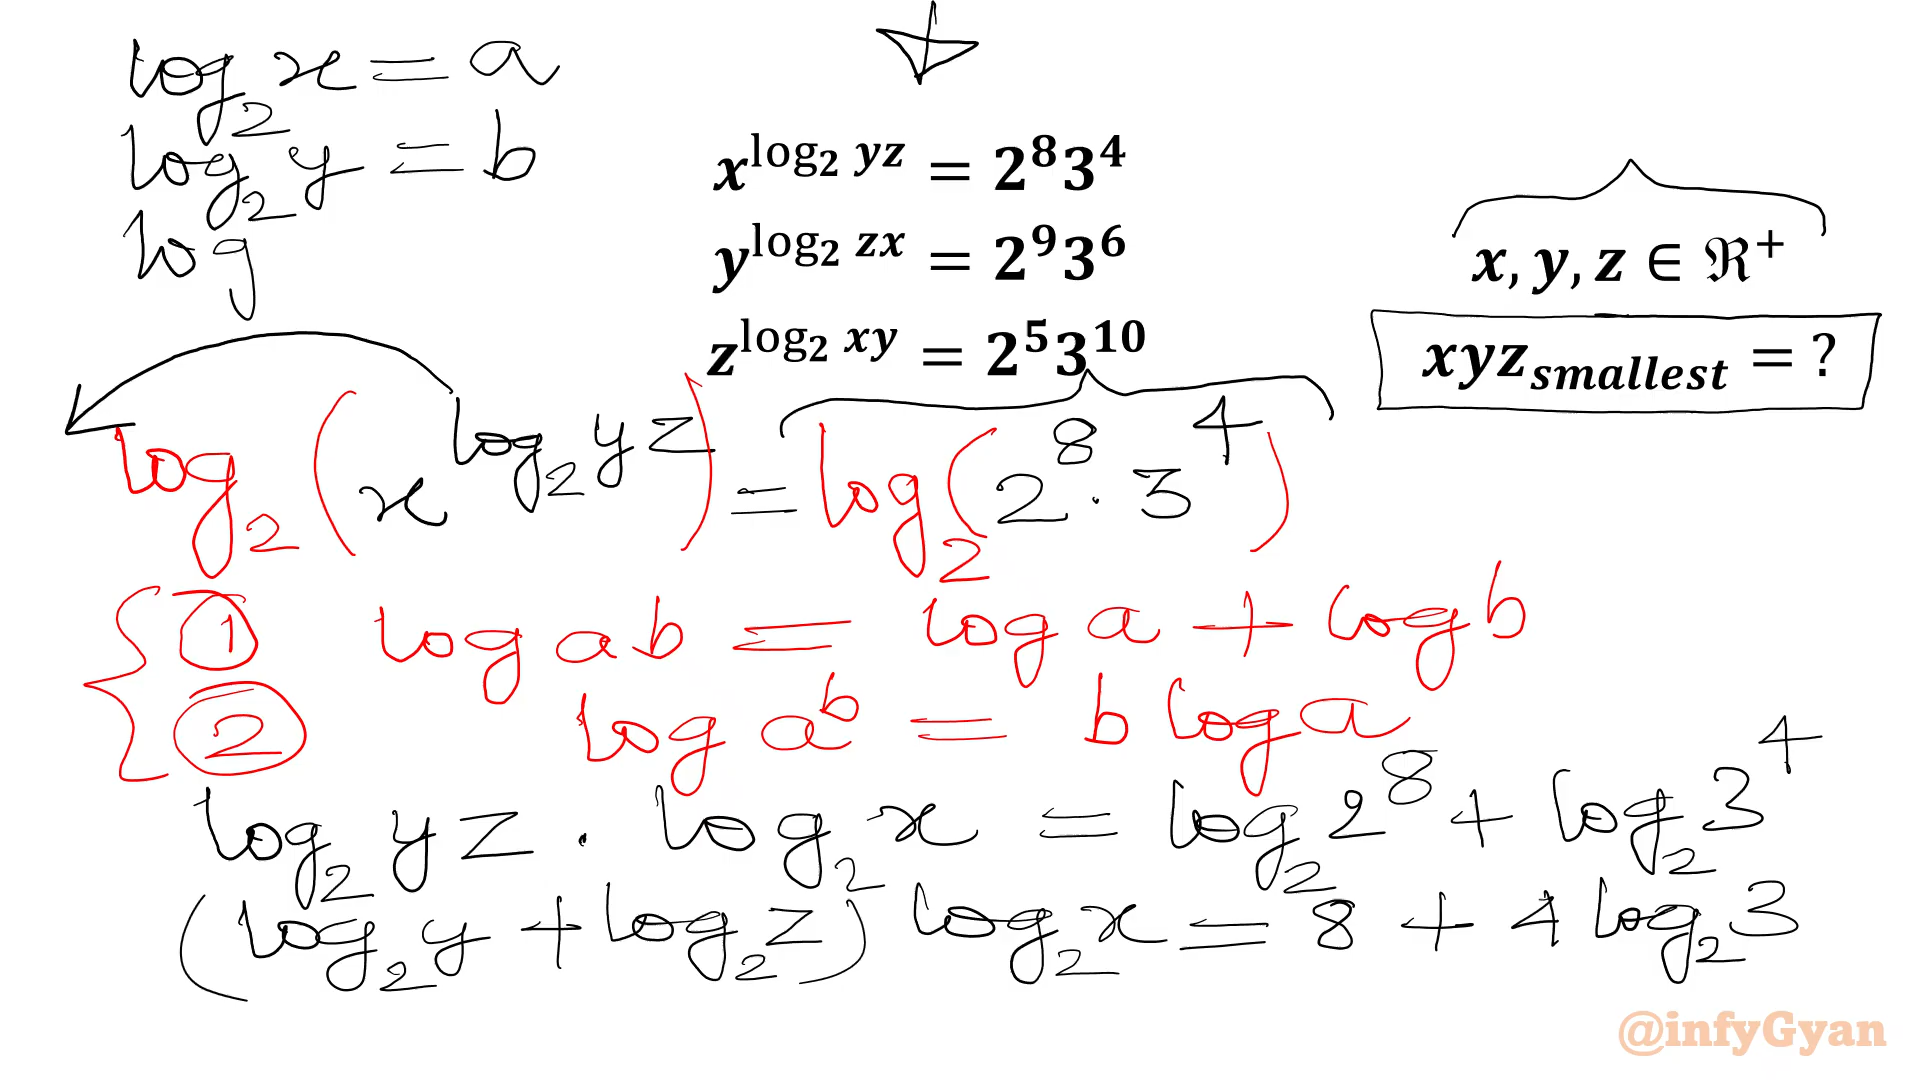 log₂ x = a
log₂ y = b
log
x^(log₂ yz) = 2⁸3⁴
y^(log₂ zx) = 2⁹3⁶
z^(log₂ xy) = 2⁵3¹⁰
x, y, z ∈ ℜ⁺
xyz_smallest = ?
log₂(x^(log₂ yz)) = log₂(2⁸·3⁴)
① log ab = log a + log b
② log aᵇ = b log a
log₂ yz · log₂ x = log₂ 2⁸ + log₂ 3⁴
(log₂ y + log₂ z) log₂ x = 8 + 4 log₂ 3
@infyGyan